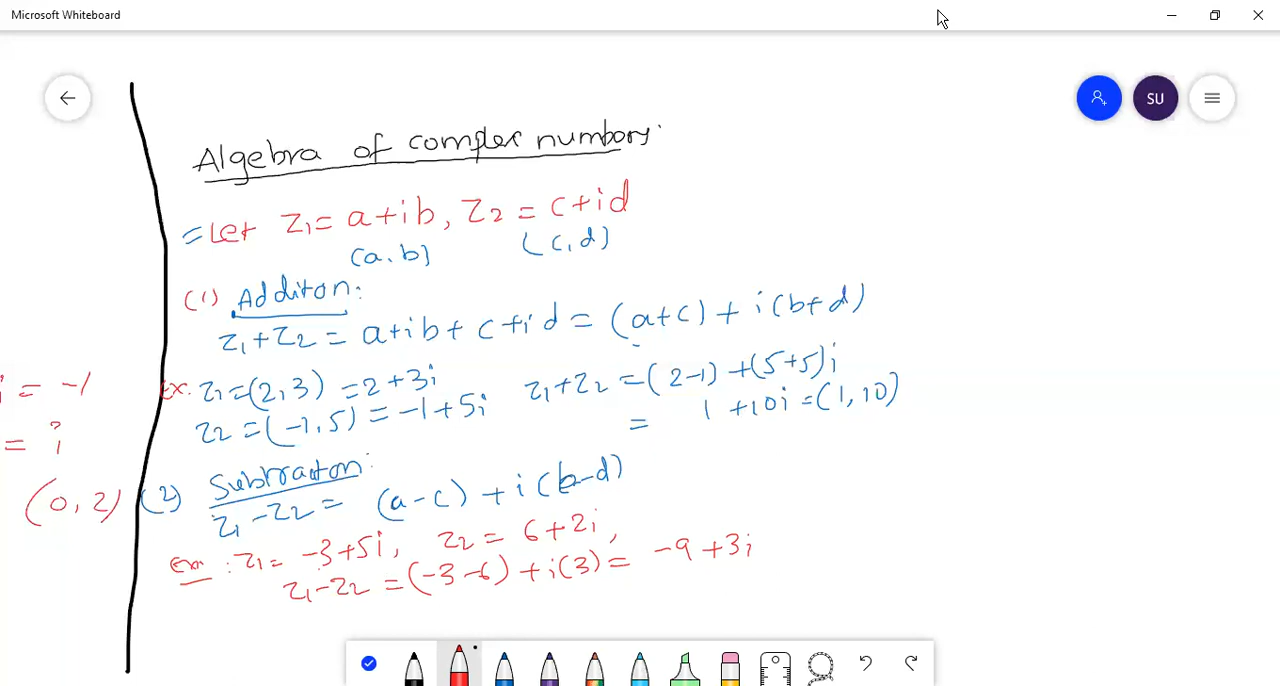 Microsoft Whiteboard
SU
Algebra of complex numbers:
= Let z1 = a+ib, z2 = c+id
(a.b) (c,d)
(1) Additon:
z1+z2 = a+ib+ c+id = (a+c) + i(b+d)
Ex. z1=(2,3) = 2+3i z1+z2 = (2-1) +(5+5)i
z2 =(-1,5) = -1+5i = 1 +10i =(1,10)
i = -1
= i ?
(0,2)
(2) Subtraction:
z1-z2 = (a-c) + i(b-d)
Ex : z1= -3+5i, z2 = 6+2i,
z1-z2 =(-3-6) +i(3) = -9+3i